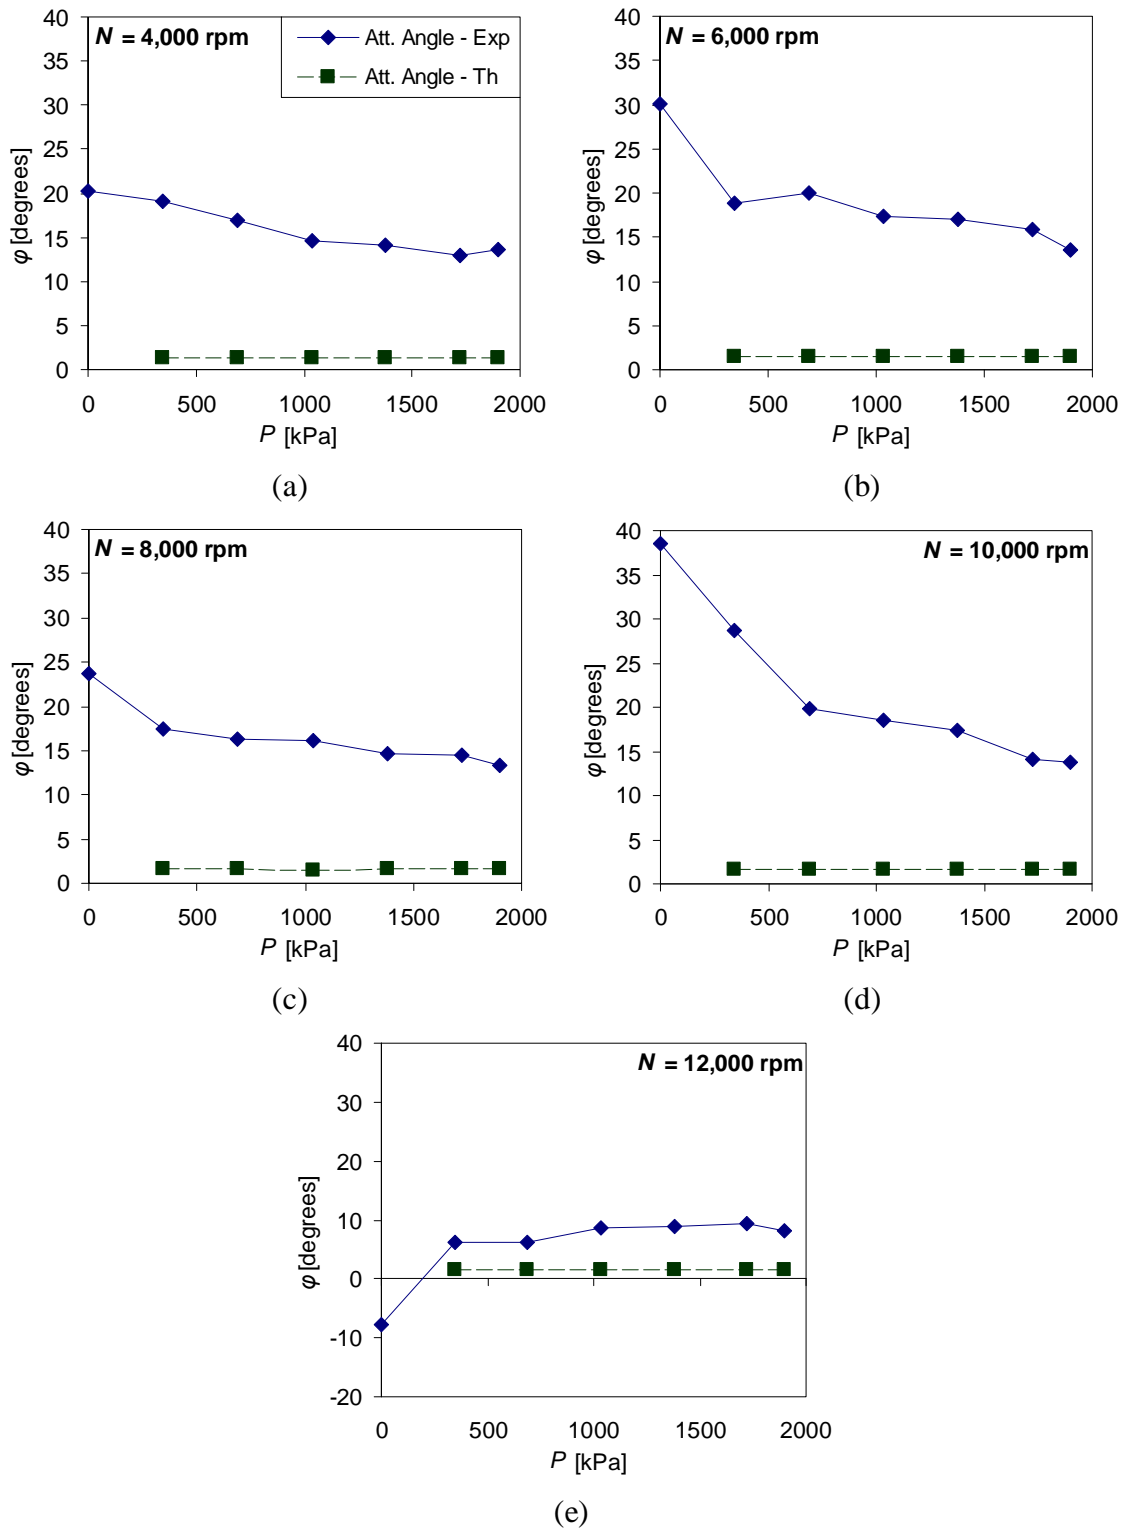 N = 4,000 rpm
Att. Angle - Exp
Att. Angle - Th
40
35
30
25
20
15
10
5
0
φ [degrees]
0 500 1000 1500 2000
P [kPa]
(a)
N = 6,000 rpm
40
35
30
25
20
15
10
5
0
φ [degrees]
0 500 1000 1500 2000
P [kPa]
(b)
N = 8,000 rpm
40
35
30
25
20
15
10
5
0
φ [degrees]
0 500 1000 1500 2000
P [kPa]
(c)
N = 10,000 rpm
40
35
30
25
20
15
10
5
0
φ [degrees]
0 500 1000 1500 2000
P [kPa]
(d)
N = 12,000 rpm
40
30
20
10
0
-10
-20
φ [degrees]
0 500 1000 1500 2000
P [kPa]
(e)